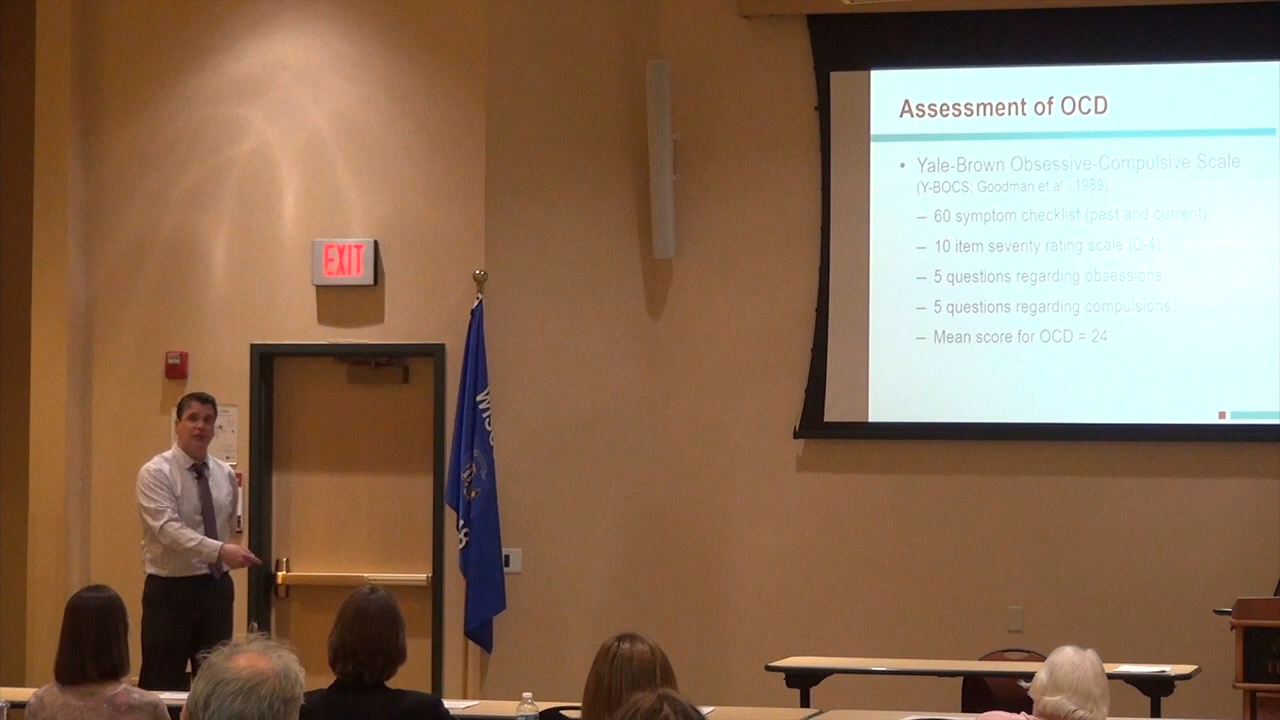 Assessment of OCD
• Yale-Brown Obsessive-Compulsive Scale
(Y-BOCS; Goodman et al., 1989)
– 60 symptom checklist (past and current)
– 10 item severity rating scale (0-4)
– 5 questions regarding obsessions
– 5 questions regarding compulsions
– Mean score for OCD = 24
EXIT
WISC